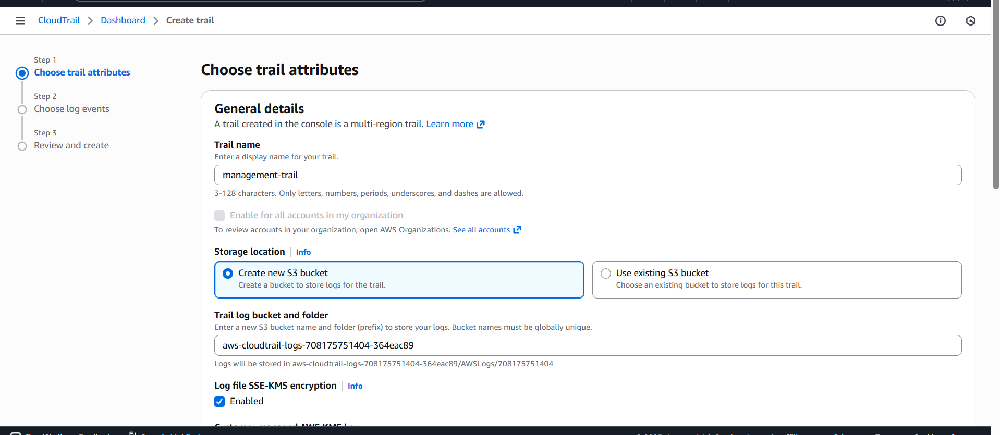 CloudTrail > Dashboard > Create trail
Step 1
Choose trail attributes
Step 2
Choose log events
Step 3
Review and create
Choose trail attributes
General details
A trail created in the console is a multi-region trail. Learn more
Trail name
Enter a display name for your trail.
management-trail
3-128 characters. Only letters, numbers, periods, underscores, and dashes are allowed.
Enable for all accounts in my organization
To review accounts in your organization, open AWS Organizations. See all accounts
Storage location Info
Create new S3 bucket
Create a bucket to store logs for the trail.
Use existing S3 bucket
Choose an existing bucket to store logs for this trail.
Trail log bucket and folder
Enter a new S3 bucket name and folder (prefix) to store your logs. Bucket names must be globally unique.
aws-cloudtrail-logs-708175751404-364eac89
Logs will be stored in aws-cloudtrail-logs-708175751404-364eac89/AWSLogs/708175751404
Log file SSE-KMS encryption Info
Enabled
Customer managed AWS KMS key